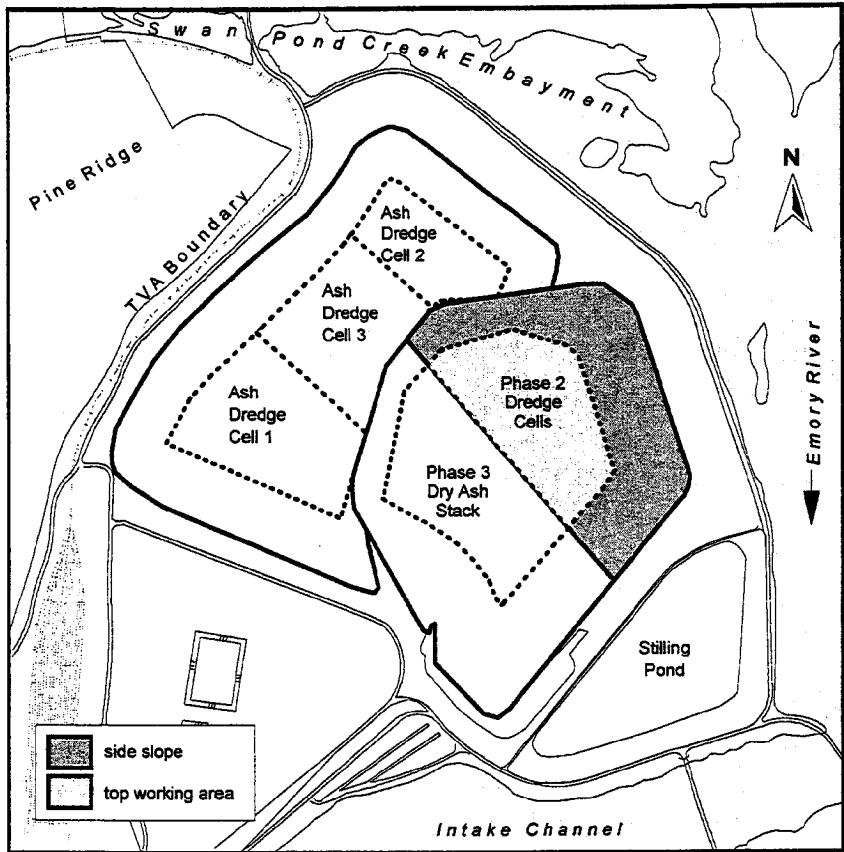 Swan Pond Creek Embayment
Pine Ridge
TVA Boundary
N
Ash
Dredge
Cell 2
Ash
Dredge
Cell 3
Ash
Dredge
Cell 1
Phase 2
Dredge
Cells
Phase 3
Dry Ash
Stack
Emory River
Stilling
Pond
side slope
top working area
Intake Channel